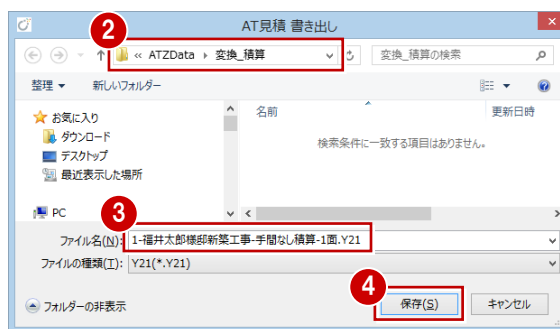 AT見積 書き出し
2
« ATZData 変換_積算
変換_積算の検索
整理 新しいフォルダー
お気に入り
ダウンロード
デスクトップ
最近表示した場所
PC
名前 更新日時
検索条件に一致する項目はありません。
3
ファイル名(N): 1-福井太郎様邸新築工事-手間なし積算-1面.Y21
ファイルの種類(T): Y21(*.Y21)
4
フォルダーの非表示
保存(S) キャンセル